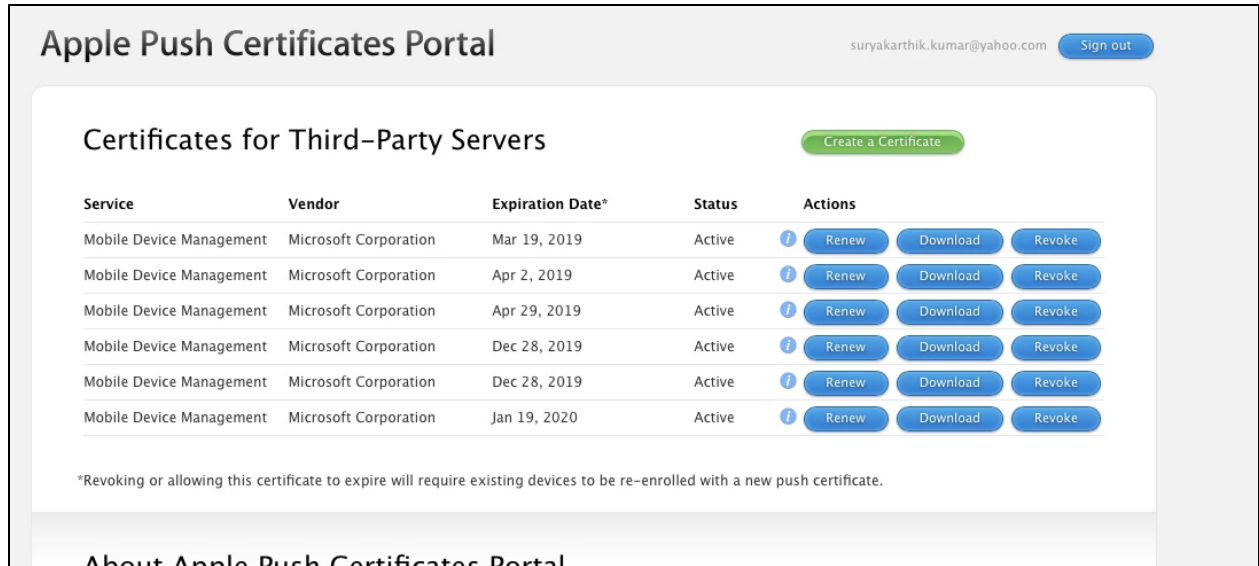 Apple Push Certificates Portal suryakarthik.kumar@yahoo.com Sign out
Certificates for Third-Party Servers Create a Certificate
Service Vendor Expiration Date* Status Actions
Mobile Device Management Microsoft Corporation Mar 19, 2019 Active i Renew Download Revoke
Mobile Device Management Microsoft Corporation Apr 2, 2019 Active i Renew Download Revoke
Mobile Device Management Microsoft Corporation Apr 29, 2019 Active i Renew Download Revoke
Mobile Device Management Microsoft Corporation Dec 28, 2019 Active i Renew Download Revoke
Mobile Device Management Microsoft Corporation Dec 28, 2019 Active i Renew Download Revoke
Mobile Device Management Microsoft Corporation Jan 19, 2020 Active i Renew Download Revoke
*Revoking or allowing this certificate to expire will require existing devices to be re-enrolled with a new push certificate.
About Apple Push Certificates Portal